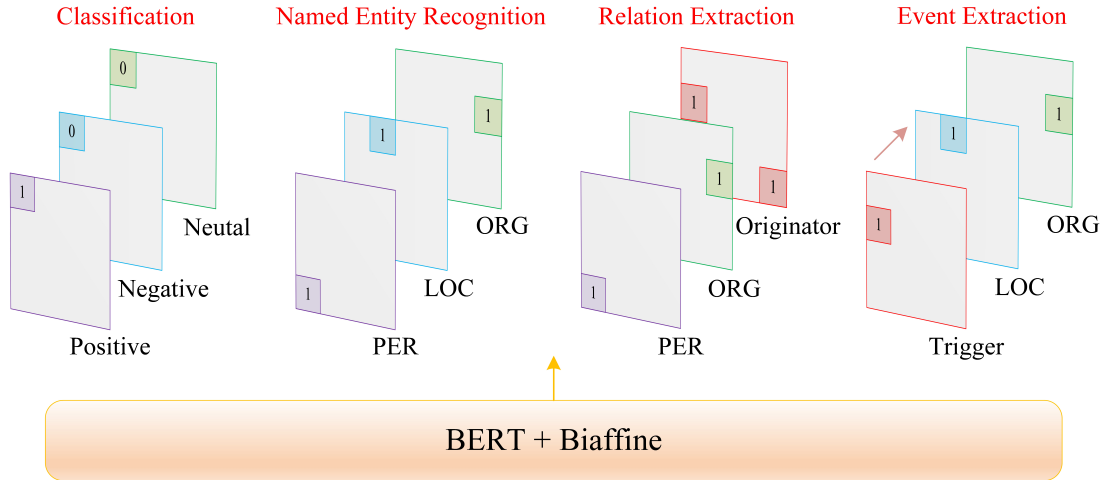 Classification
Named Entity Recognition
Relation Extraction
Event Extraction
0
0
1
Neutal
Negative
Positive
1
1
1
ORG
LOC
PER
1
1
1
1
Originator
ORG
PER
1
1
1
ORG
LOC
Trigger
BERT + Biaffine